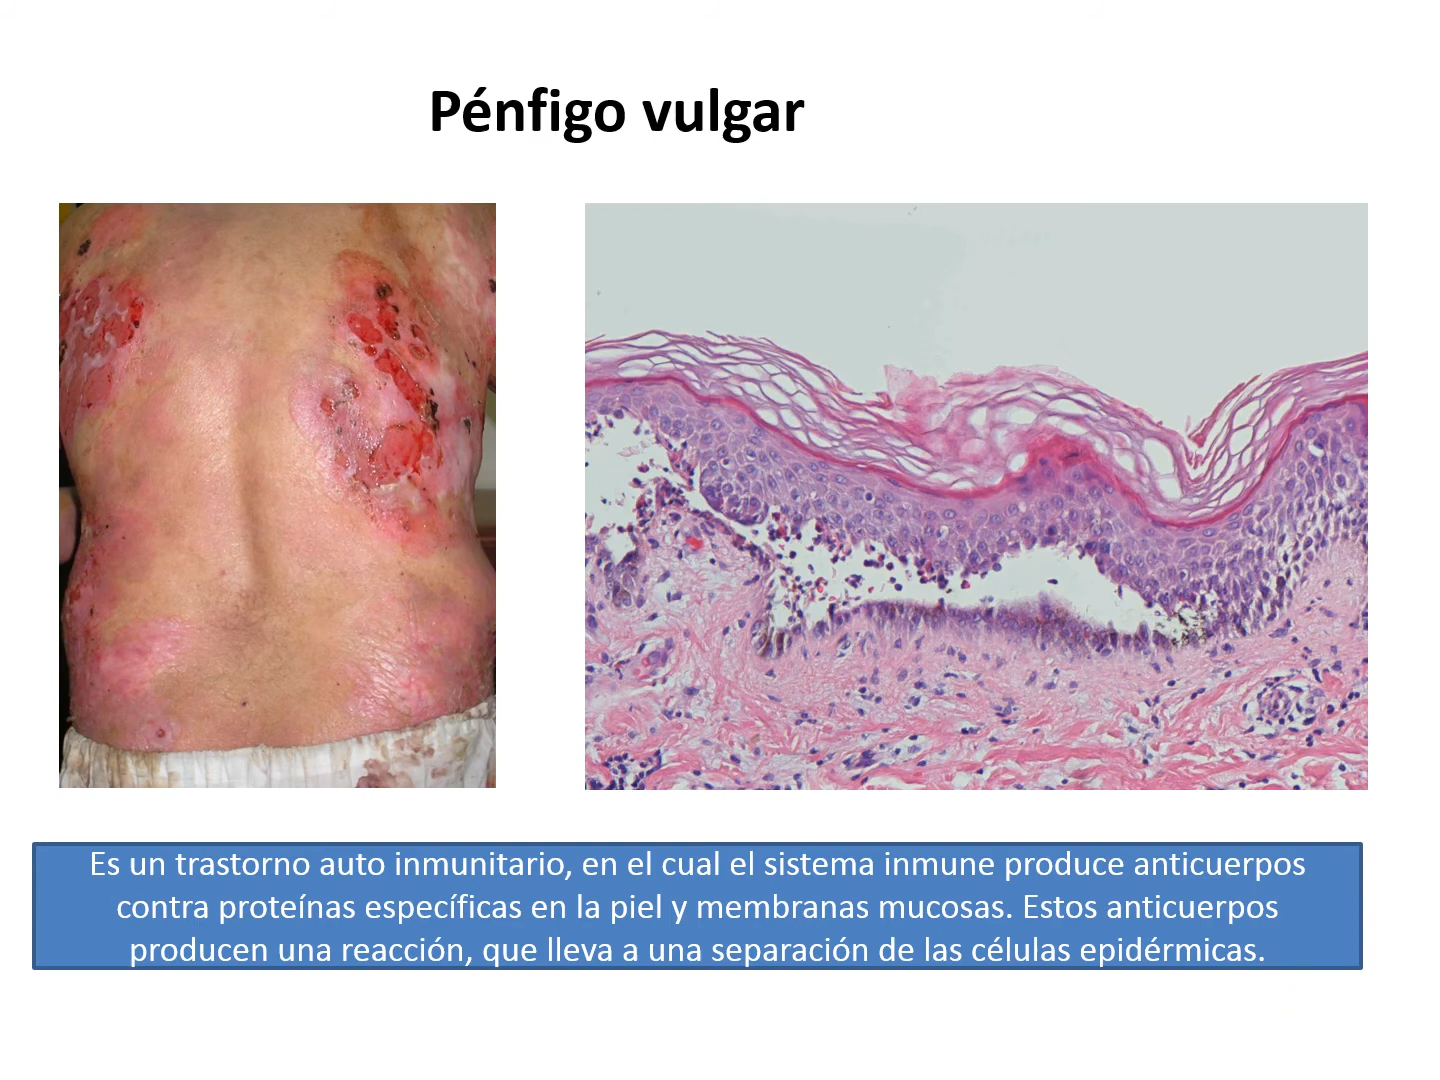 Pénfigo vulgar
Es un trastorno auto inmunitario, en el cual el sistema inmune produce anticuerpos
contra proteínas específicas en la piel y membranas mucosas. Estos anticuerpos
producen una reacción, que lleva a una separación de las células epidérmicas.